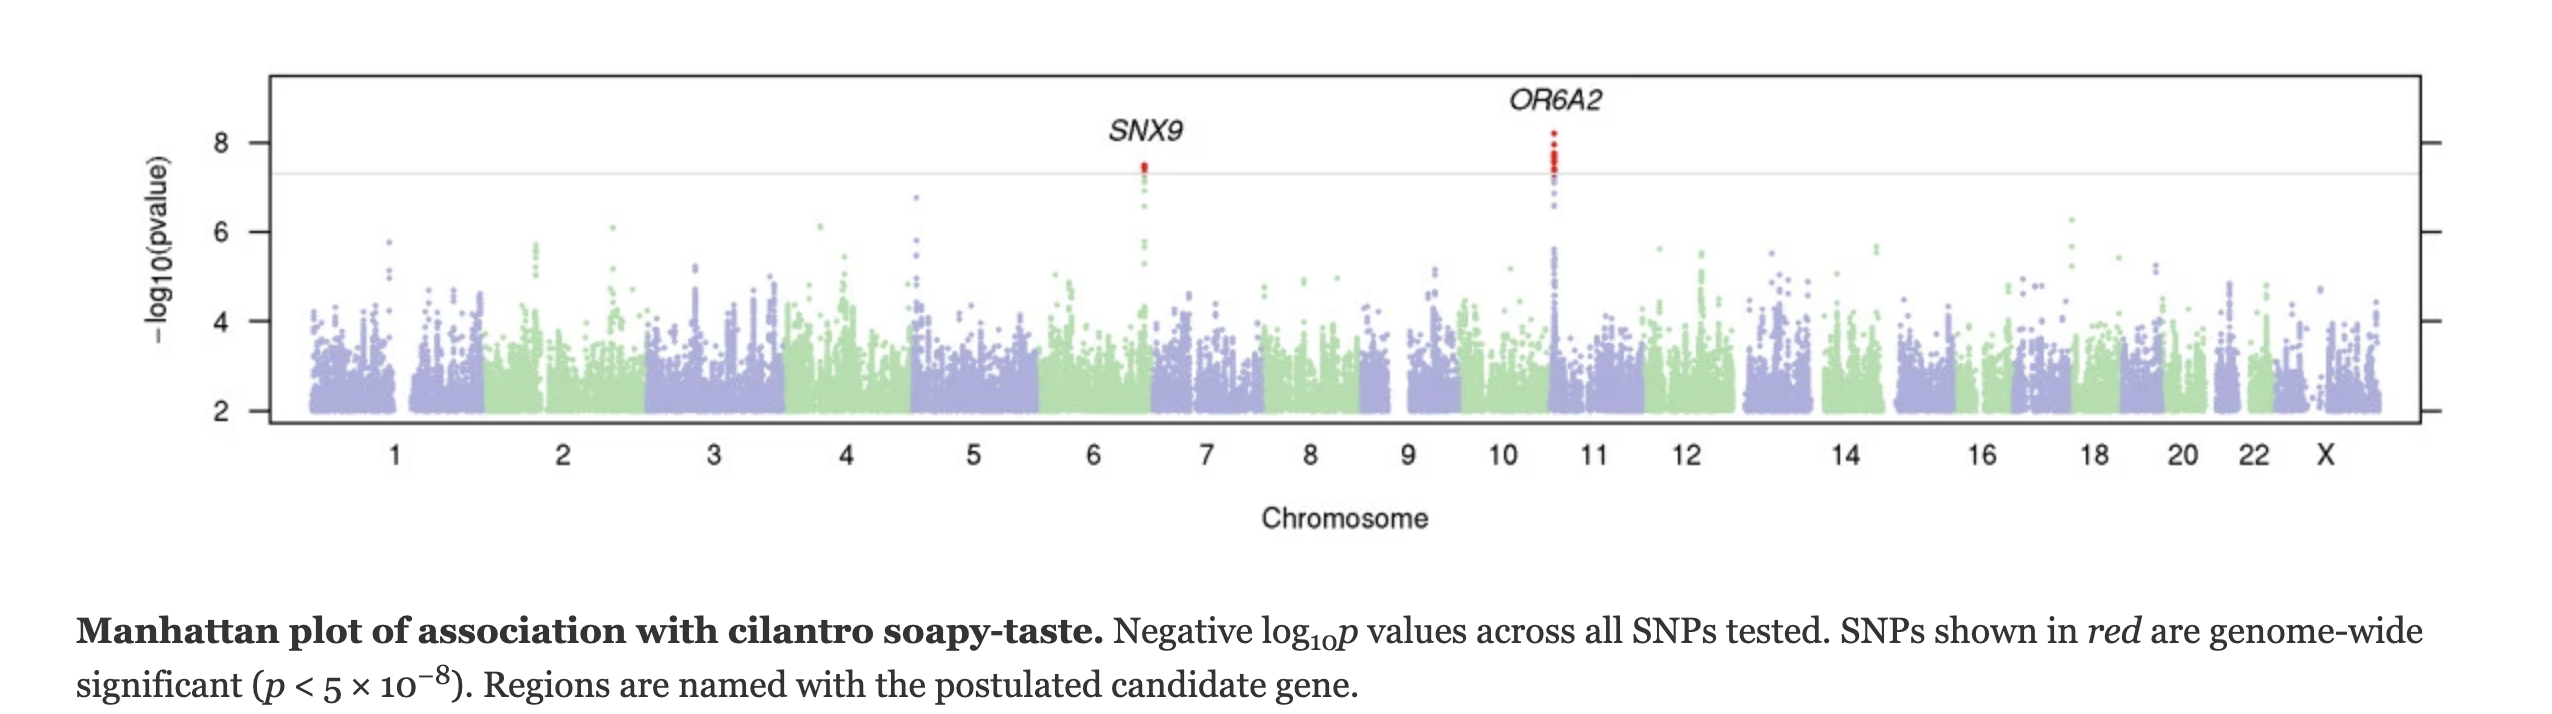 OR6A2
SNX9
8
6
4
2
−log10(pvalue)
1 2 3 4 5 6 7 8 9 10 11 12 14 16 18 20 22 X
Chromosome
Manhattan plot of association with cilantro soapy-taste. Negative log₁₀p values across all SNPs tested. SNPs shown in red are genome-wide
significant (p < 5 × 10⁻⁸). Regions are named with the postulated candidate gene.